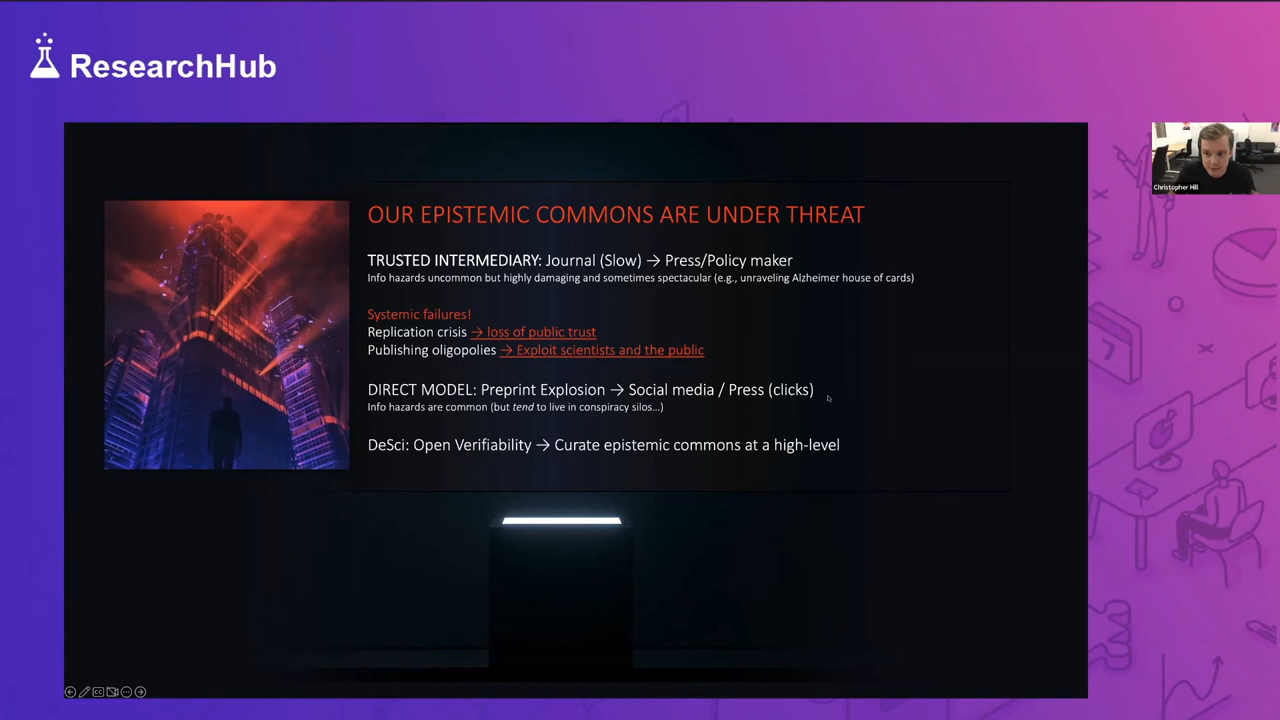 ResearchHub
OUR EPISTEMIC COMMONS ARE UNDER THREAT
TRUSTED INTERMEDIARY: Journal (Slow) → Press/Policy maker
Info hazards uncommon but highly damaging and sometimes spectacular (e.g., unraveling Alzheimer house of cards)
Systemic failures!
Replication crisis → loss of public trust
Publishing oligopolies → Exploit scientists and the public
DIRECT MODEL: Preprint Explosion → Social media / Press (clicks)
Info hazards are common (but tend to live in conspiracy silos...)
DeSci: Open Verifiability → Curate epistemic commons at a high-level
Christopher Hill
7